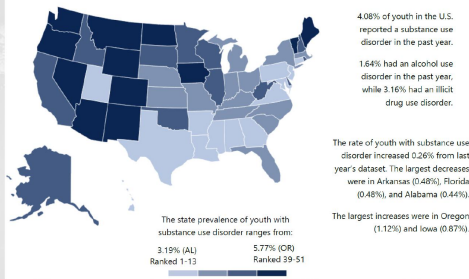 4.08% of youth in the U.S.
reported a substance use
disorder in the past year.
1.64% had an alcohol use
disorder in the past year,
while 3.16% had an illicit
drug use disorder.
The rate of youth with substance use
disorder increased 0.26% from last
year's dataset. The largest decreases
were in Arkansas (0.48%), Florida
(0.48%), and Alabama (0.44%).
The largest increases were in Oregon
(1.12%) and Iowa (0.87%).
The state prevalence of youth with
substance use disorder ranges from:
3.19% (AL) 5.77% (OR)
Ranked 1-13 Ranked 39-51